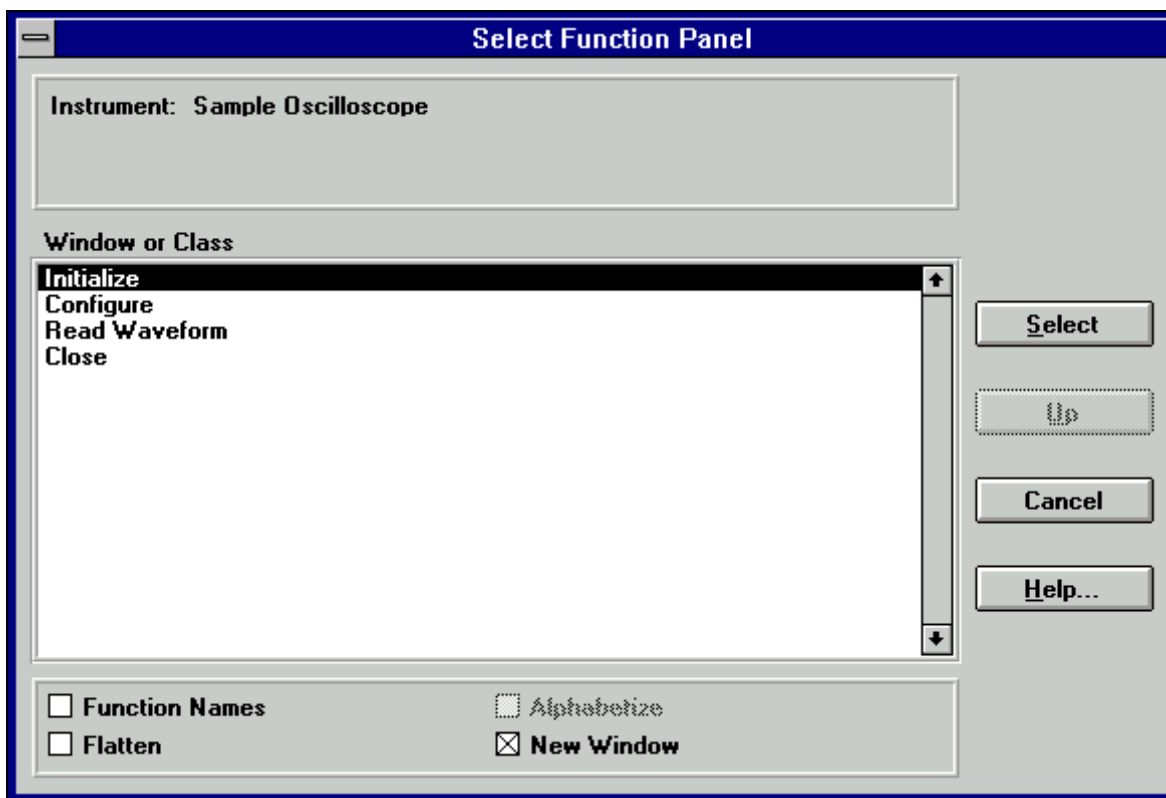 Select Function Panel
Instrument: Sample Oscilloscope
Window or Class
Initialize
Configure
Read Waveform
Close
Select
Up
Cancel
Help...
Function Names
Alphabetize
Flatten
New Window